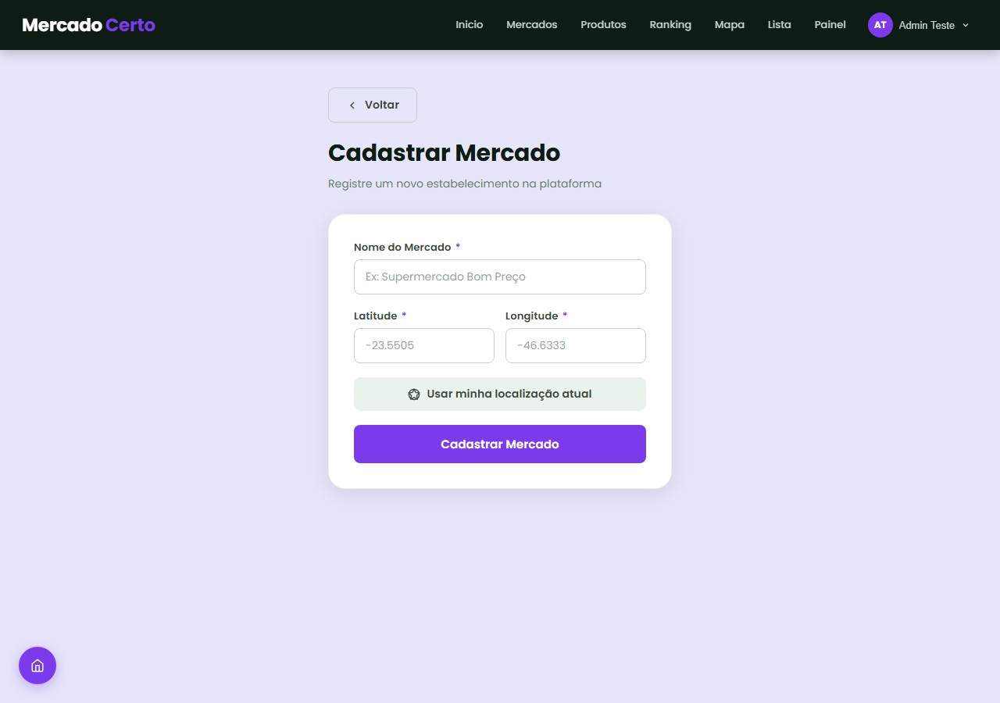 Mercado Certo
Inicio Mercados Produtos Ranking Mapa Lista Painel AT Admin Teste
Voltar
Cadastrar Mercado
Registre um novo estabelecimento na plataforma
Nome do Mercado *
Ex: Supermercado Bom Preço
Latitude * Longitude *
-23.5505 -46.6333
Usar minha localização atual
Cadastrar Mercado